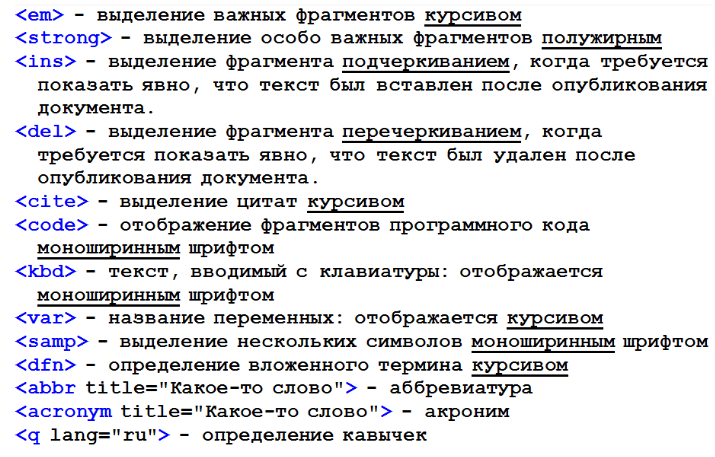 <em> - выделение важных фрагментов курсивом
<strong> - выделение особо важных фрагментов полужирным
<ins> - выделение фрагмента подчеркиванием, когда требуется
показать явно, что текст был вставлен после опубликования
документа.
<del> - выделение фрагмента перечеркиванием, когда
требуется показать явно, что текст был удален после
опубликования документа.
<cite> - выделение цитат курсивом
<code> - отображение фрагментов программного кода
моноширинным шрифтом
<kbd> - текст, вводимый с клавиатуры: отображается
моноширинным шрифтом
<var> - название переменных: отображается курсивом
<samp> - выделение нескольких символов моноширинным шрифтом
<dfn> - определение вложенного термина курсивом
<abbr title="Какое-то слово"> - аббревиатура
<acronym title="Какое-то слово"> - акроним
<q lang="ru"> - определение кавычек